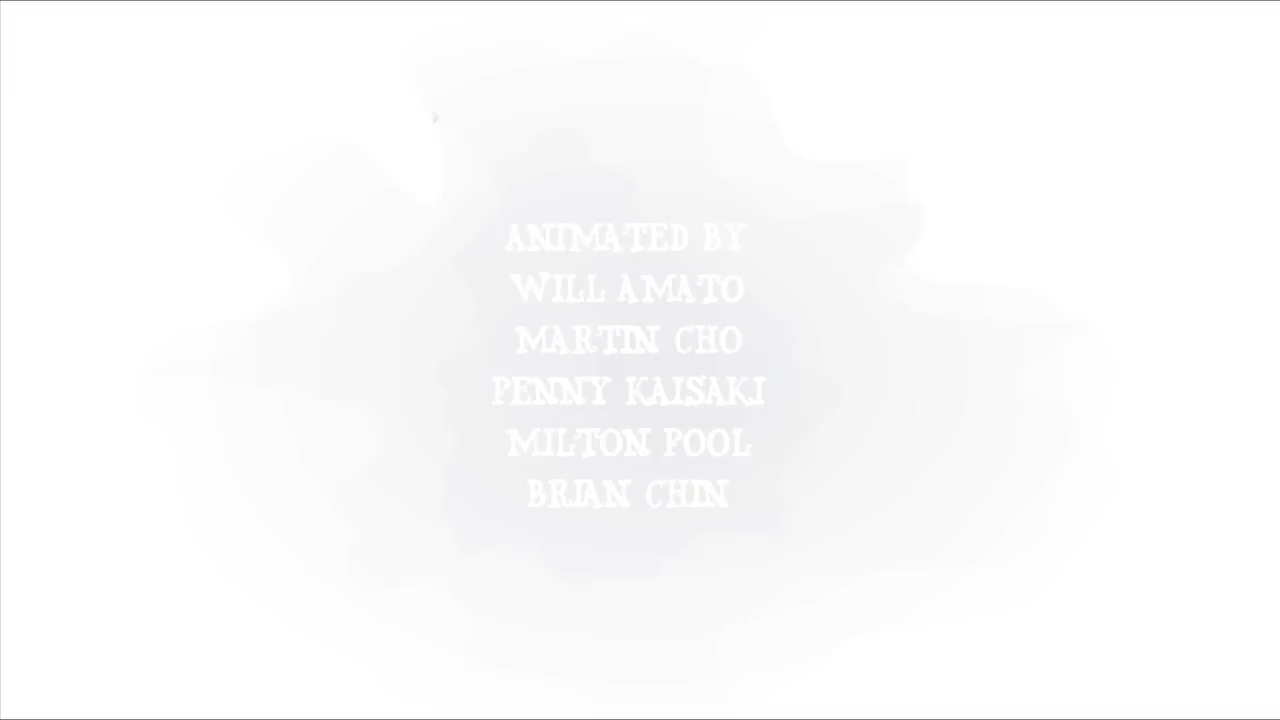 ANIMATED BY
WILL AMATO
MARTIN CHO
PENNY KAISAKI
MILTON POOL
BRIAN CHIN